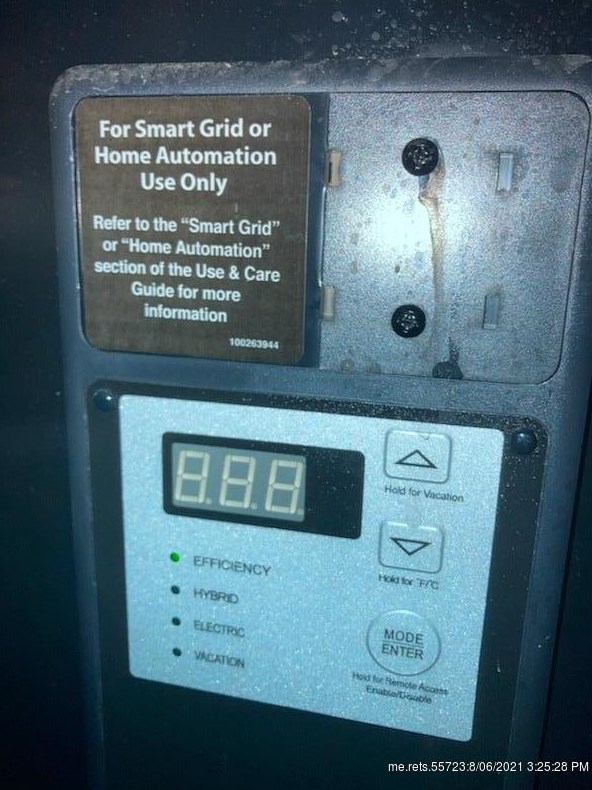 For Smart Grid or
Home Automation
Use Only
Refer to the “Smart Grid”
or “Home Automation”
section of the Use & Care
Guide for more
information
100263944
Hold for Vacation
Hold for °F/°C
EFFICIENCY
HYBRID
ELECTRIC
VACATION
MODE
ENTER
Hold for Remote Access
Enable/Disable
me.rets.55723:8/06/2021 3:25:28 PM